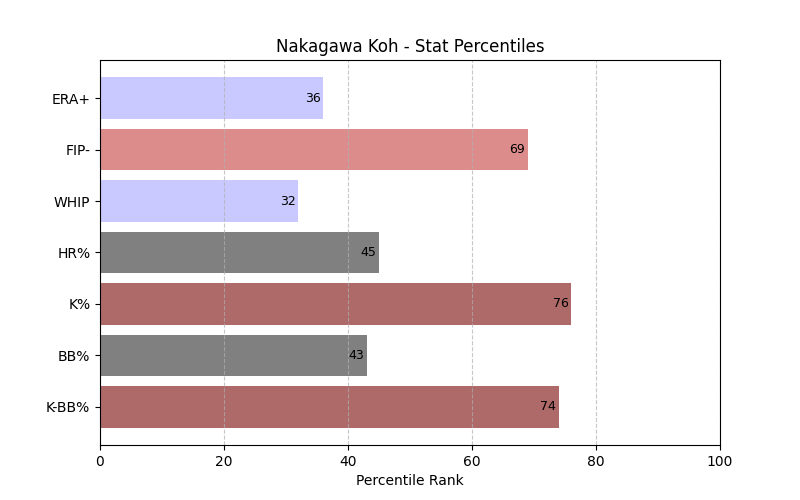 Nakagawa Koh - Stat Percentiles
ERA+ 36
FIP- 69
WHIP 32
HR% 45
K% 76
BB% 43
K-BB% 74
0 20 40 60 80 100
Percentile Rank